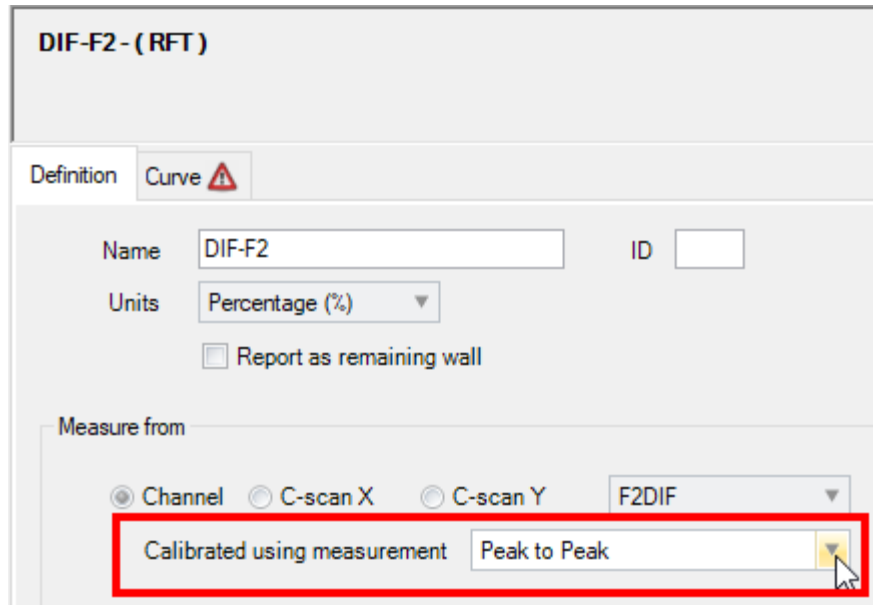 DIF-F2 - ( RFT )
Definition Curve
Name DIF-F2 ID
Units Percentage (%)
Report as remaining wall
Measure from
Channel C-scan X C-scan Y F2DIF
Calibrated using measurement Peak to Peak